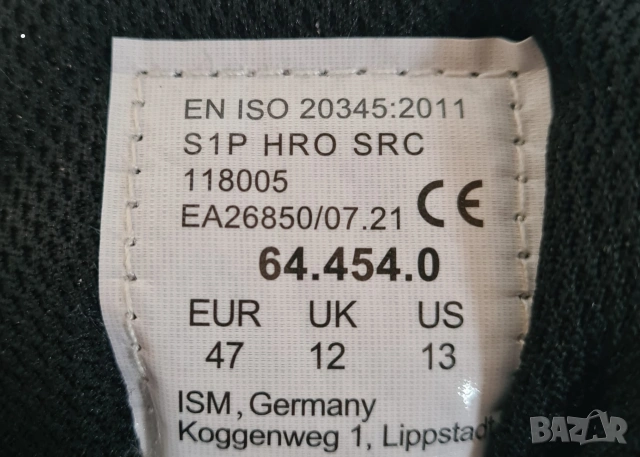 EN ISO 20345:2011
S1P HRO SRC
118005
EA26850/07.21 CE
64.454.0
EUR UK US
47 12 13
ISM, Germany
Koggenweg 1, Lippstadt
BAZAR